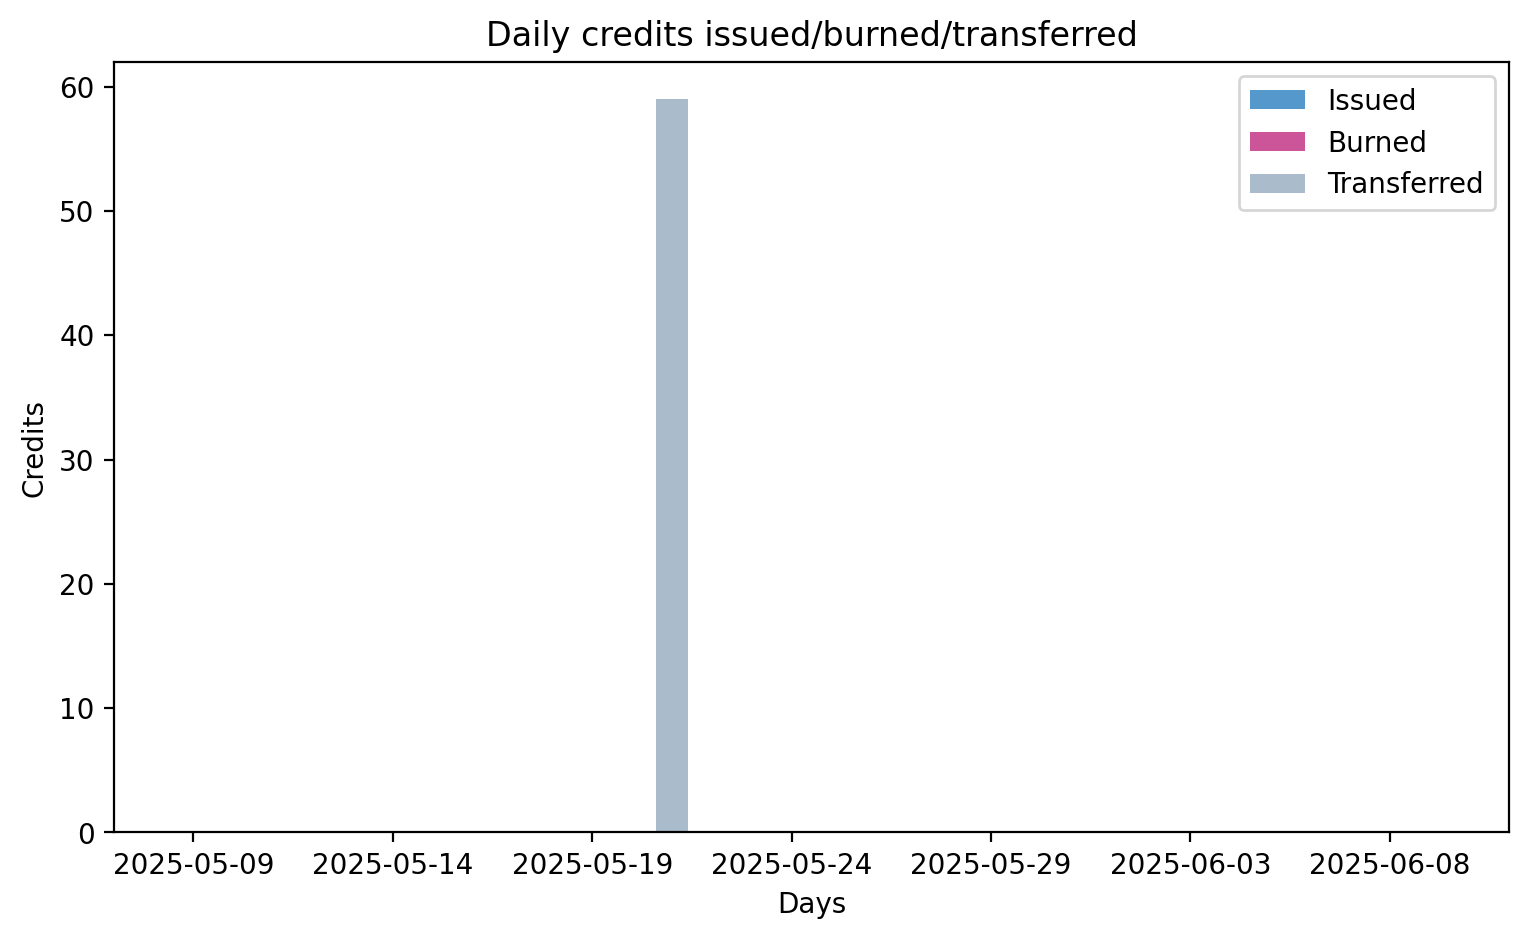 Daily credits issued/burned/transferred
60
50
40
30
20
10
0
Credits
Issued
Burned
Transferred
2025-05-09 2025-05-14 2025-05-19 2025-05-24 2025-05-29 2025-06-03 2025-06-08
Days